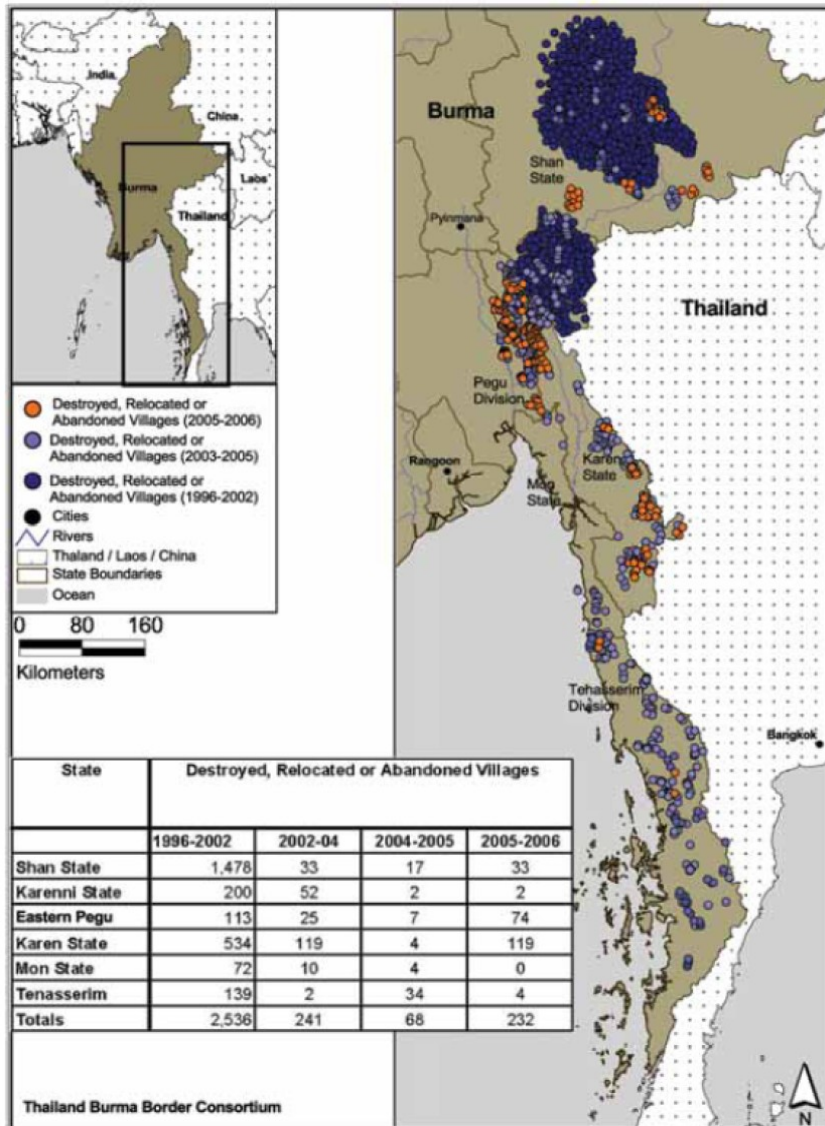 India
China
Laos
Burma
Thailand
Destroyed, Relocated or
Abandoned Villages (2005-2006)
Destroyed, Relocated or
Abandoned Villages (2003-2005)
Destroyed, Relocated or
Abandoned Villages (1996-2002)
Cities
Rivers
Thaland / Laos / China
State Boundaries
Ocean
0 80 160
Kilometers
Burma
Shan
State
Pyinmana
Thailand
Pegu
Division
Rangoon
Karen
State
Mon
State
Tehasserim
Division
Bangkok
State Destroyed, Relocated or Abandoned Villages
1996-2002 2002-04 2004-2005 2005-2006
Shan State 1,478 33 17 33
Karenni State 200 52 2 2
Eastern Pegu 113 25 7 74
Karen State 534 119 4 119
Mon State 72 10 4 0
Tenasserim 139 2 34 4
Totals 2,536 241 68 232
Thailand Burma Border Consortium
N